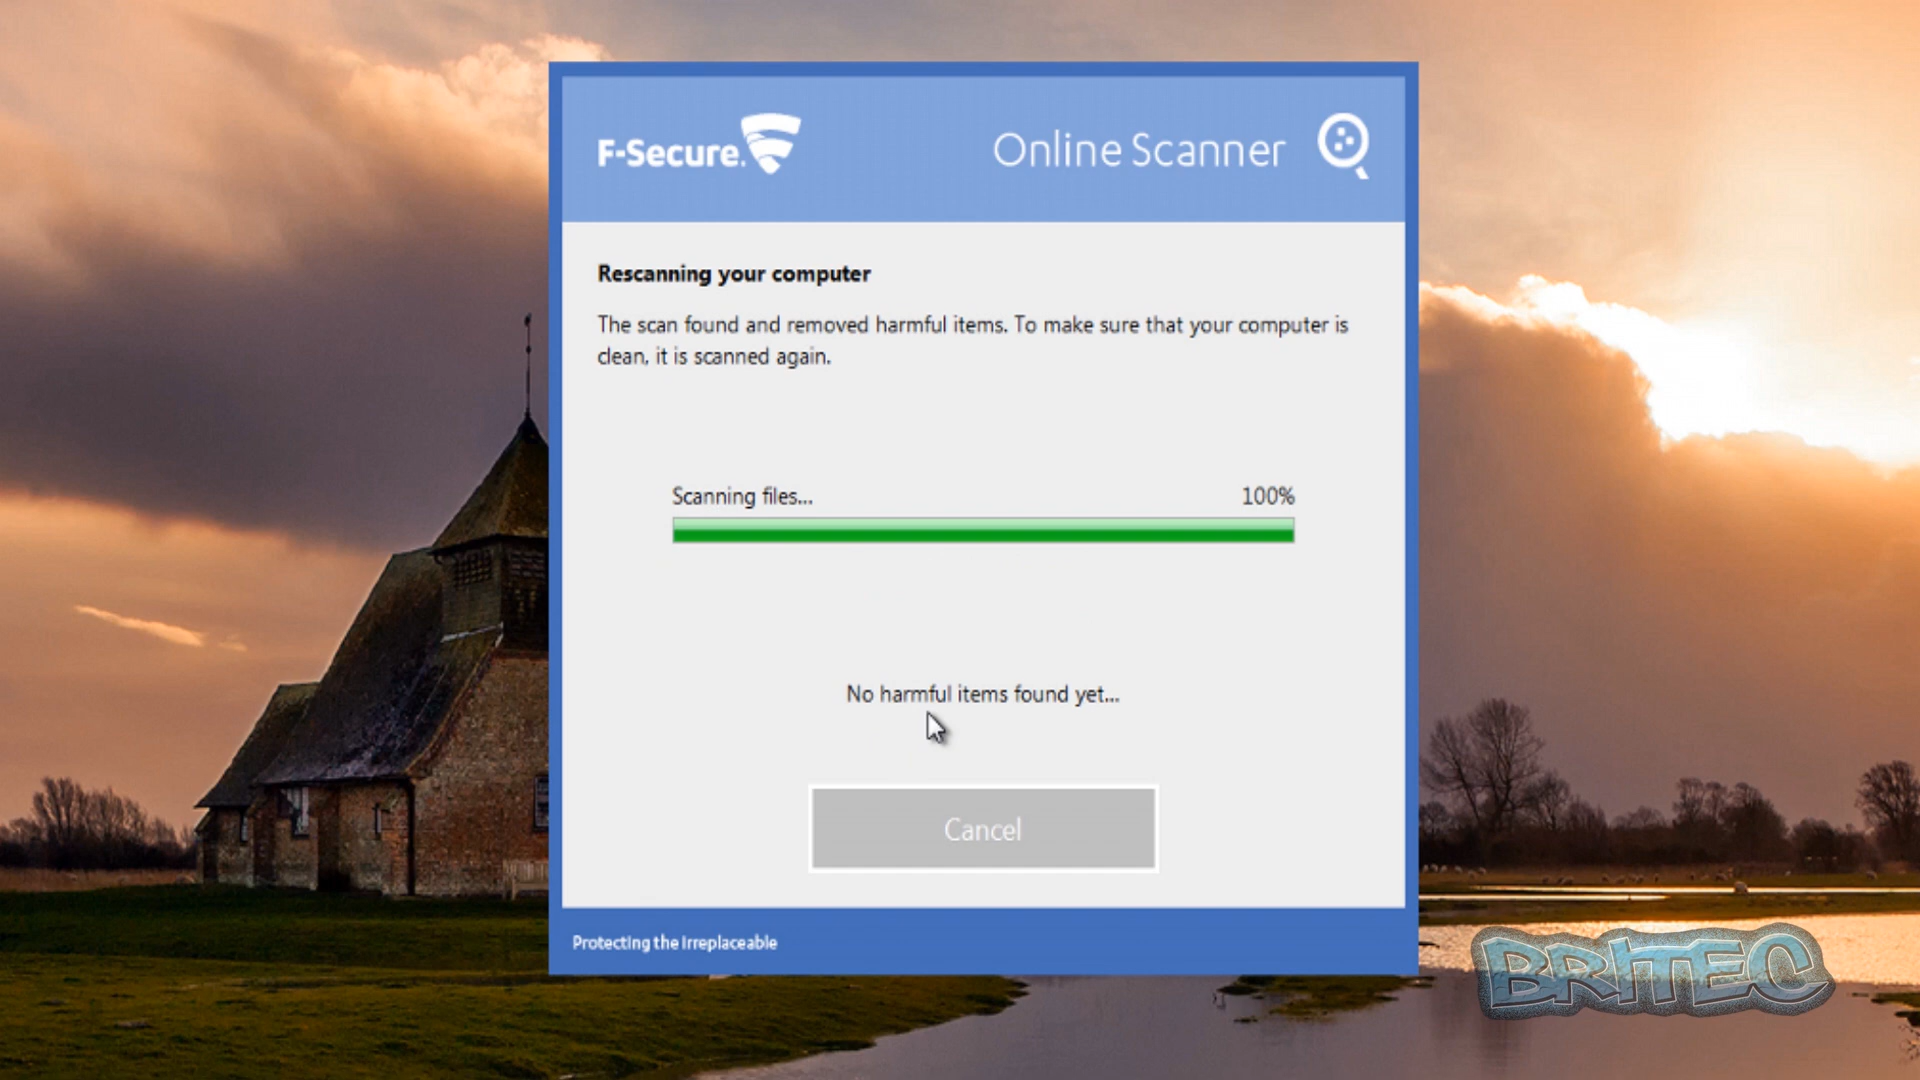 F-Secure.
Online Scanner
Rescanning your computer
The scan found and removed harmful items. To make sure that your computer is
clean, it is scanned again.
Scanning files... 100%
No harmful items found yet...
Cancel
Protecting the irreplaceable
BRITEC